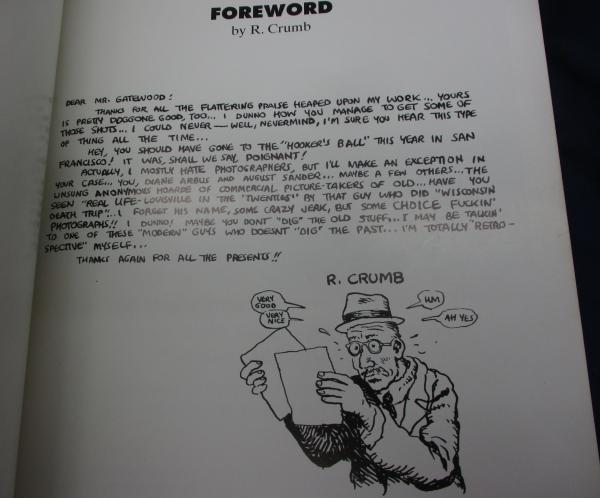 FOREWORD
by R. Crumb
DEAR MR. GATEWOOD!
THANKS FOR ALL THE FLATTERING PRAISE HEAPED UPON MY WORK... YOURS
IS PRETTY DOGGONE GOOD, TOO... I DUNNO HOW YOU MANAGE TO GET SOME OF
THOSE SHOTS... I COULD NEVER — WELL, NEVERMIND, I'M SURE YOU HEAR THIS TYPE
OF THING ALL THE TIME...
HEY, YOU SHOULD HAVE GONE TO THE "HOOKER'S BALL" THIS YEAR IN SAN
FRANCISCO! IT WAS, SHALL WE SAY, POIGNANT!
ACTUALLY, I MOSTLY HATE PHOTOGRAPHERS, BUT I'LL MAKE AN EXCEPTION IN
YOUR CASE... YOU, DIANE ARBUS AND AUGUST SANDER... MAYBE A FEW OTHERS... THE
UNSUNG ANONYMOUS HOARDE OF COMMERCIAL PICTURE-TAKERS OF OLD... HAVE YOU
SEEN "REAL LIFE-LOUISVILLE IN THE TWENTIES" BY THAT GUY WHO DID "WISCONSIN
DEATH TRIP"?.. I FORGET HIS NAME, SOME CRAZY JERK, BUT SOME CHOICE FUCKIN'
PHOTOGRAPHS!! I DUNNO! MAYBE YOU DON'T "DIG" THE OLD STUFF... I MAY BE TALKIN'
TO ONE OF THESE "MODERN" GUYS WHO DOESN'T "DIG" THE PAST... I'M TOTALLY "RETRO-
SPECTIVE" MYSELF...
THANKS AGAIN FOR ALL THE PRESENTS!!
R. CRUMB
VERY
GOOD
VERY
NICE
HM
AH YES